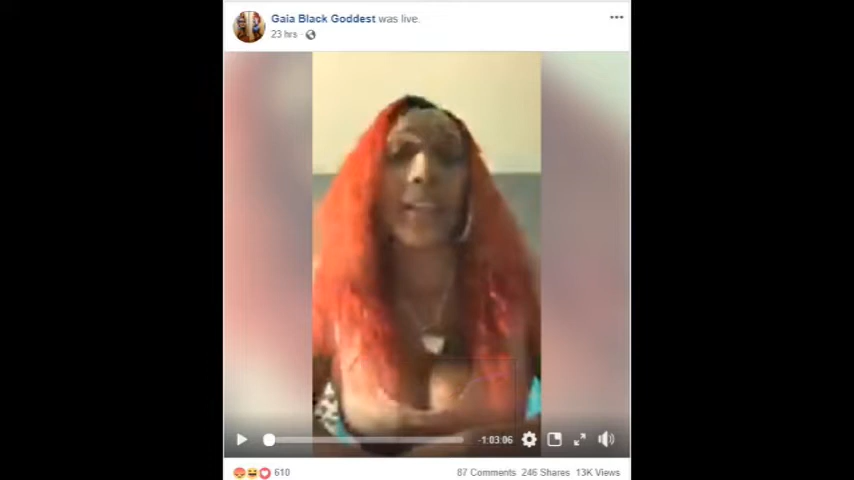 Gaia Black Goddest was live.
23 hrs ·
-1:03:06
610
87 Comments 246 Shares 13K Views